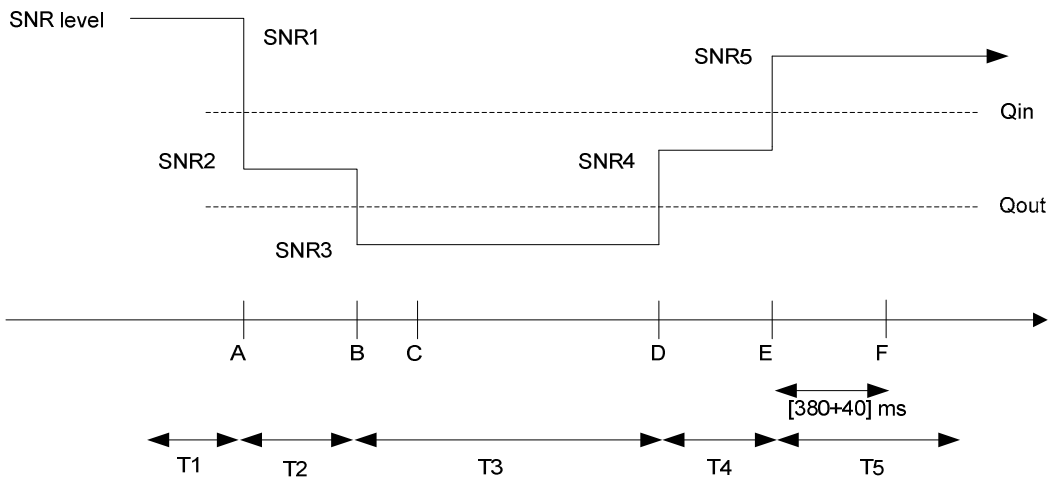 SNR level
SNR1
SNR5
Qin
SNR2
SNR4
Qout
SNR3
A
B
C
D
E
F
[380+40] ms
T1
T2
T3
T4
T5